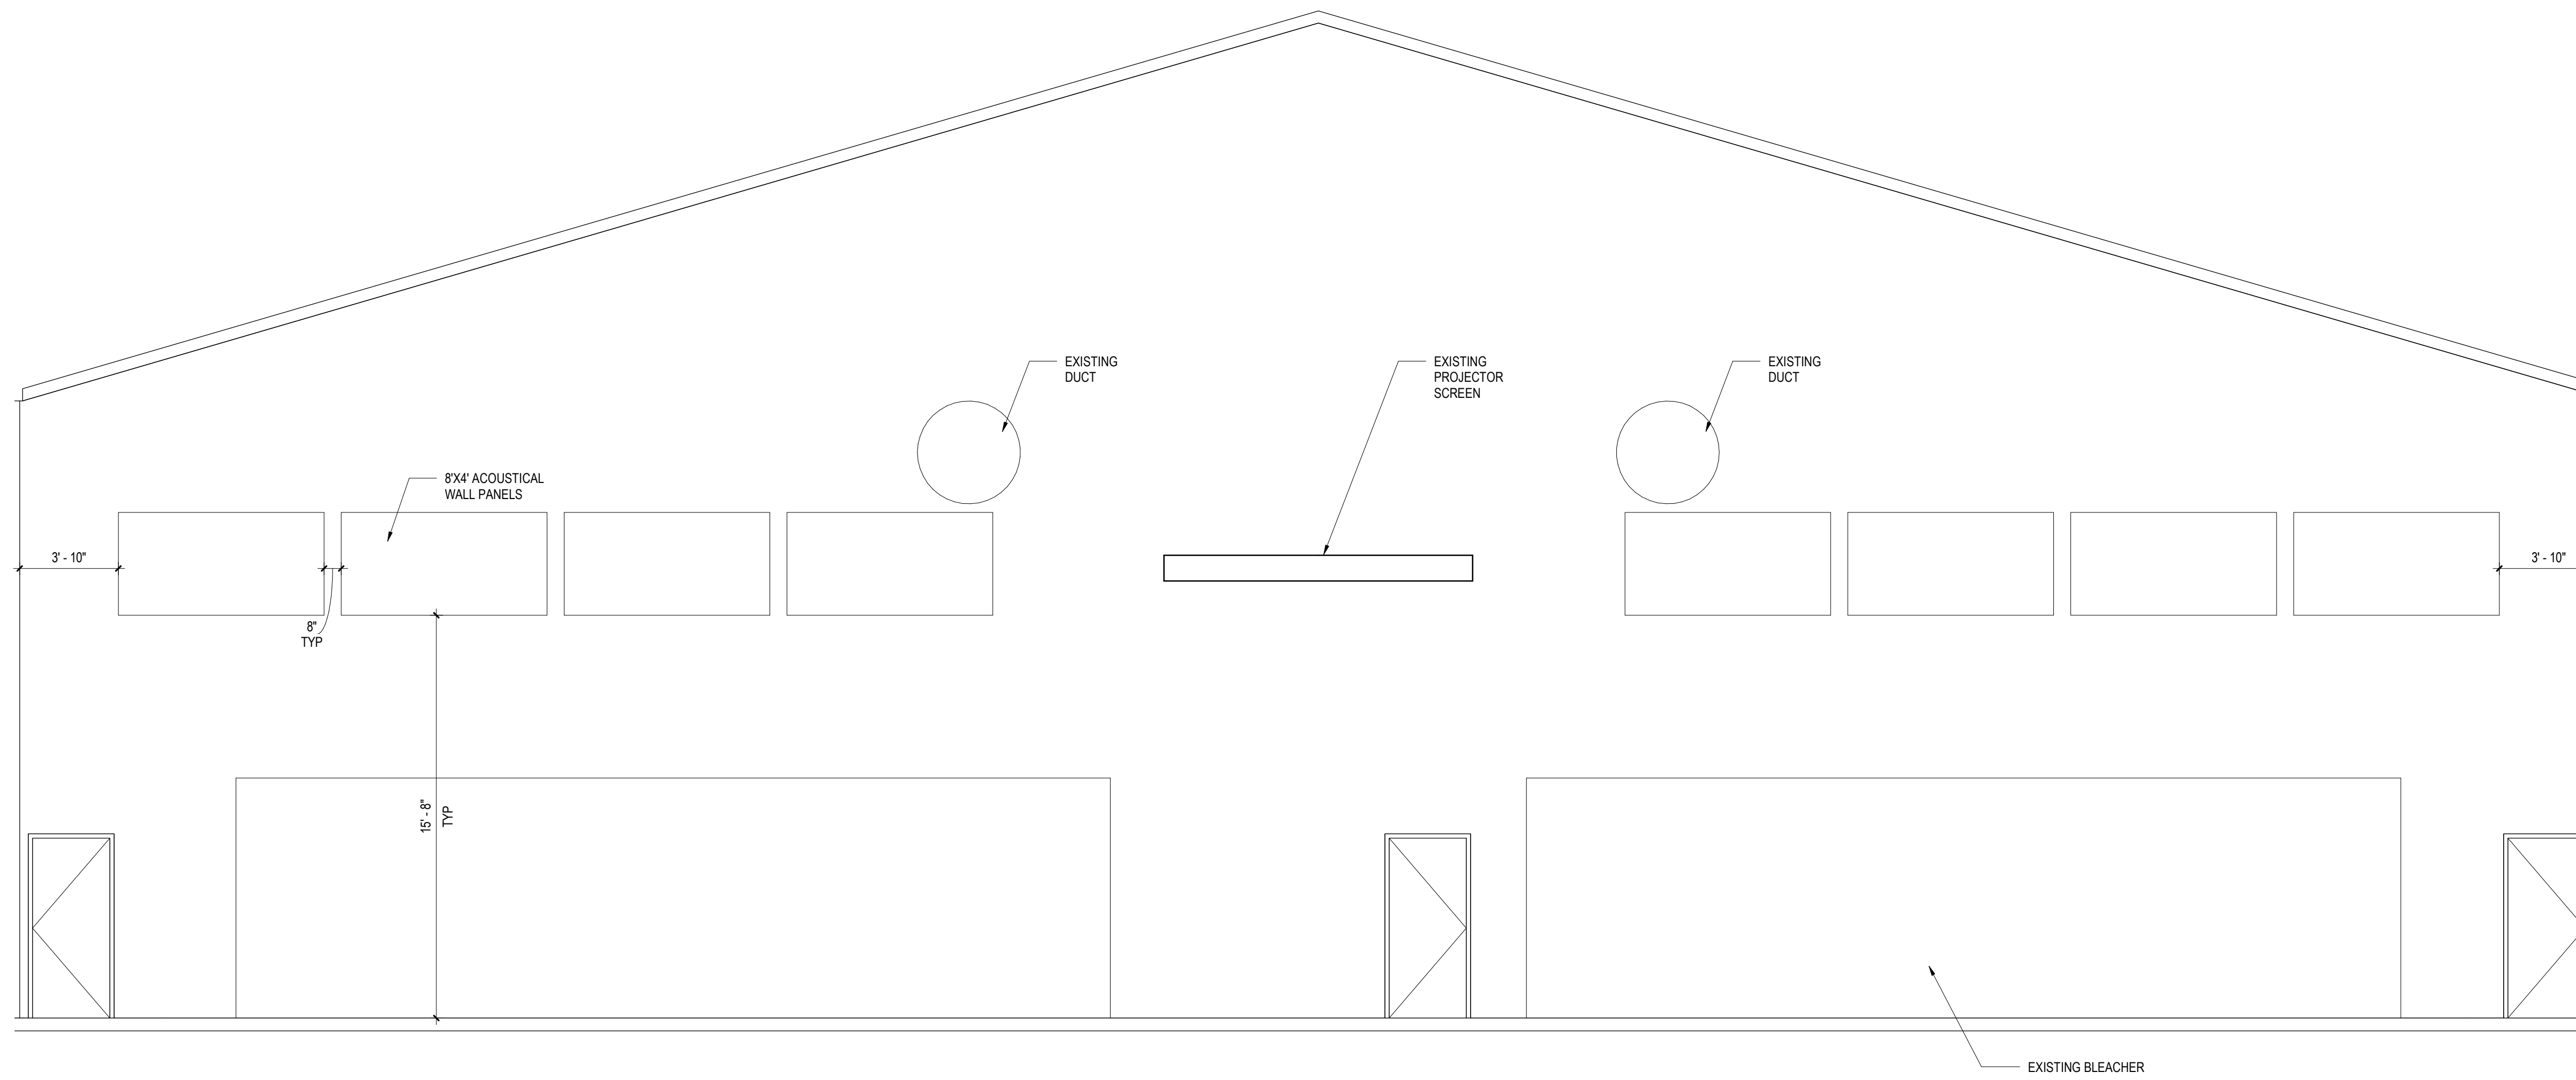 EXISTING
DUCT
EXISTING
PROJECTOR
SCREEN
EXISTING
DUCT
8'X4' ACOUSTICAL
WALL PANELS
3' - 10"
3' - 10"
8"
TYP
15' - 8"
TYP
EXISTING BLEACHER